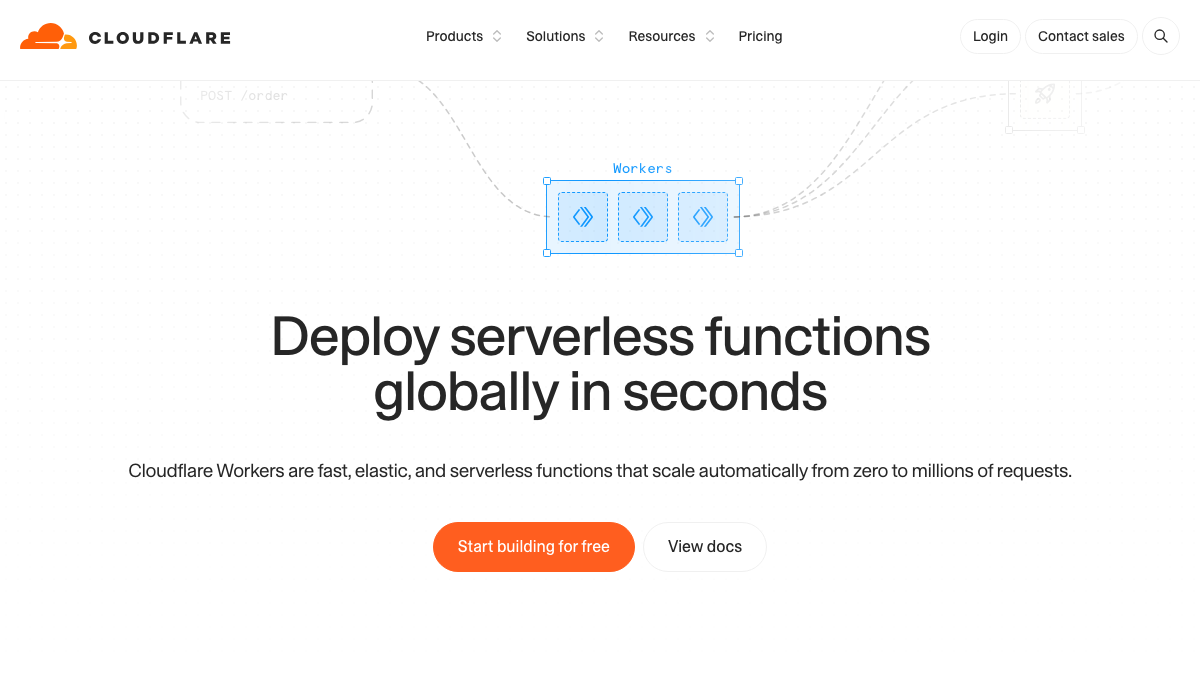 CLOUDFLARE
Products
Solutions
Resources
Pricing
Login
Contact sales
POST /order
Workers
Deploy serverless functions
globally in seconds
Cloudflare Workers are fast, elastic, and serverless functions that scale automatically from zero to millions of requests.
Start building for free
View docs